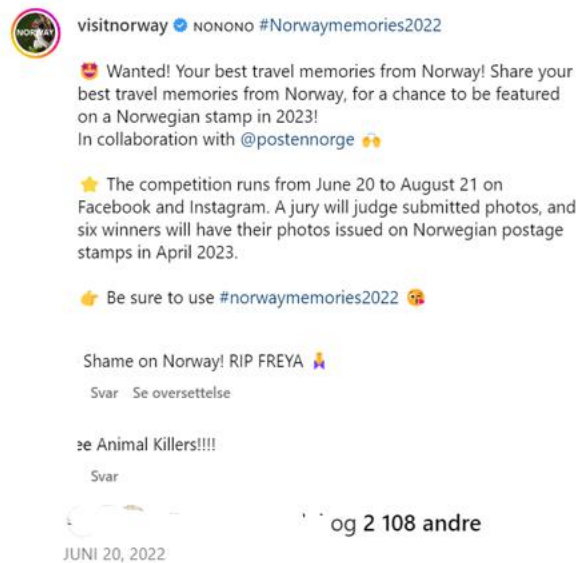 NORWAY
visitnorway NONONO #Norwaymemories2022
🤩 Wanted! Your best travel memories from Norway! Share your
best travel memories from Norway, for a chance to be featured
on a Norwegian stamp in 2023!
In collaboration with @postennorge 🙌
⭐ The competition runs from June 20 to August 21 on
Facebook and Instagram. A jury will judge submitted photos, and
six winners will have their photos issued on Norwegian postage
stamps in April 2023.
👉 Be sure to use #norwaymemories2022 😘
Shame on Norway! RIP FREYA 🙏
Svar Se oversettelse
Animal Killers!!!!
Svar
og 2 108 andre
JUNI 20, 2022